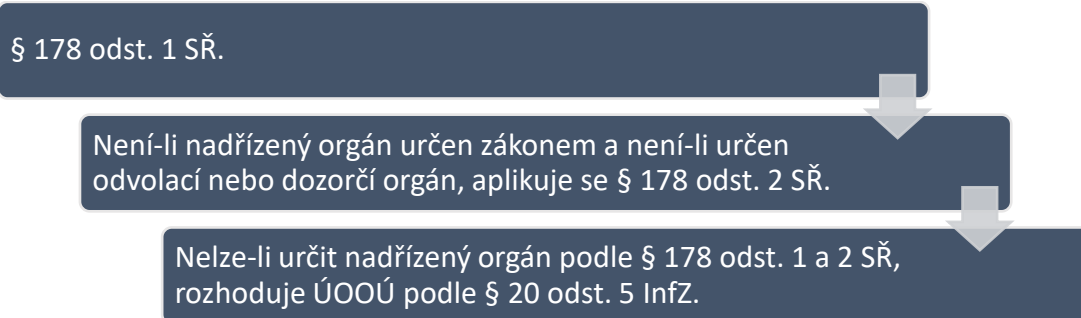 § 178 odst. 1 SŘ.
Není-li nadřízený orgán určen zákonem a není-li určen
odvolací nebo dozorčí orgán, aplikuje se § 178 odst. 2 SŘ.
Nelze-li určit nadřízený orgán podle § 178 odst. 1 a 2 SŘ,
rozhoduje ÚOOÚ podle § 20 odst. 5 InfZ.